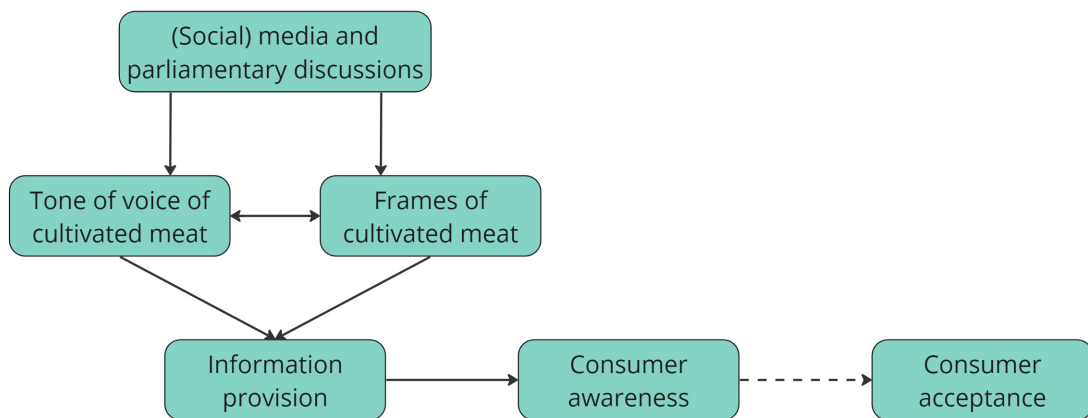 (Social) media and
parliamentary discussions
Tone of voice of
cultivated meat
Frames of
cultivated meat
Information
provision
Consumer
awareness
Consumer
acceptance